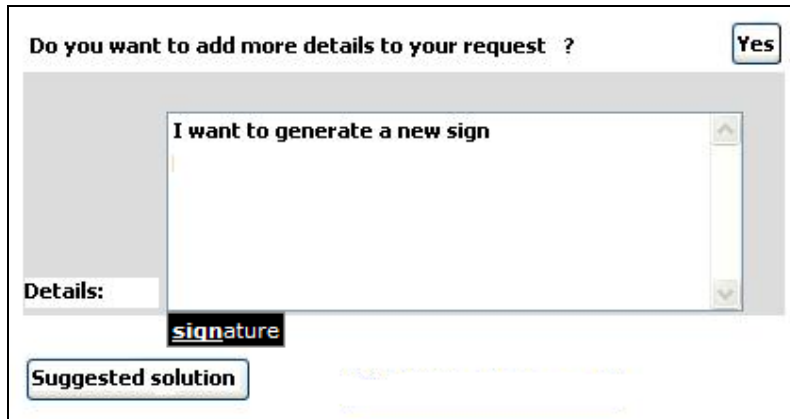 Do you want to add more details to your request ?
Yes
I want to generate a new sign
Details:
signature
Suggested solution